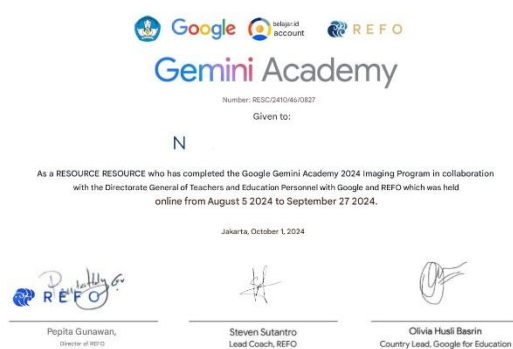 Google belajar.id account REFO
Gemini Academy
Number: RESC/2410/46/0827
Given to:
N
As a RESOURCE RESOURCE who has completed the Google Gemini Academy 2024 Imaging Program in collaboration
with the Directorate General of Teachers and Education Personnel with Google and REFO which was held
online from August 5 2024 to September 27 2024.
Jakarta, October 1, 2024
REFO
Pepita Gunawan,
Director of REFO
Steven Sutantro
Lead Coach, REFO
Olivia Husli Basrin
Country Lead, Google for Education